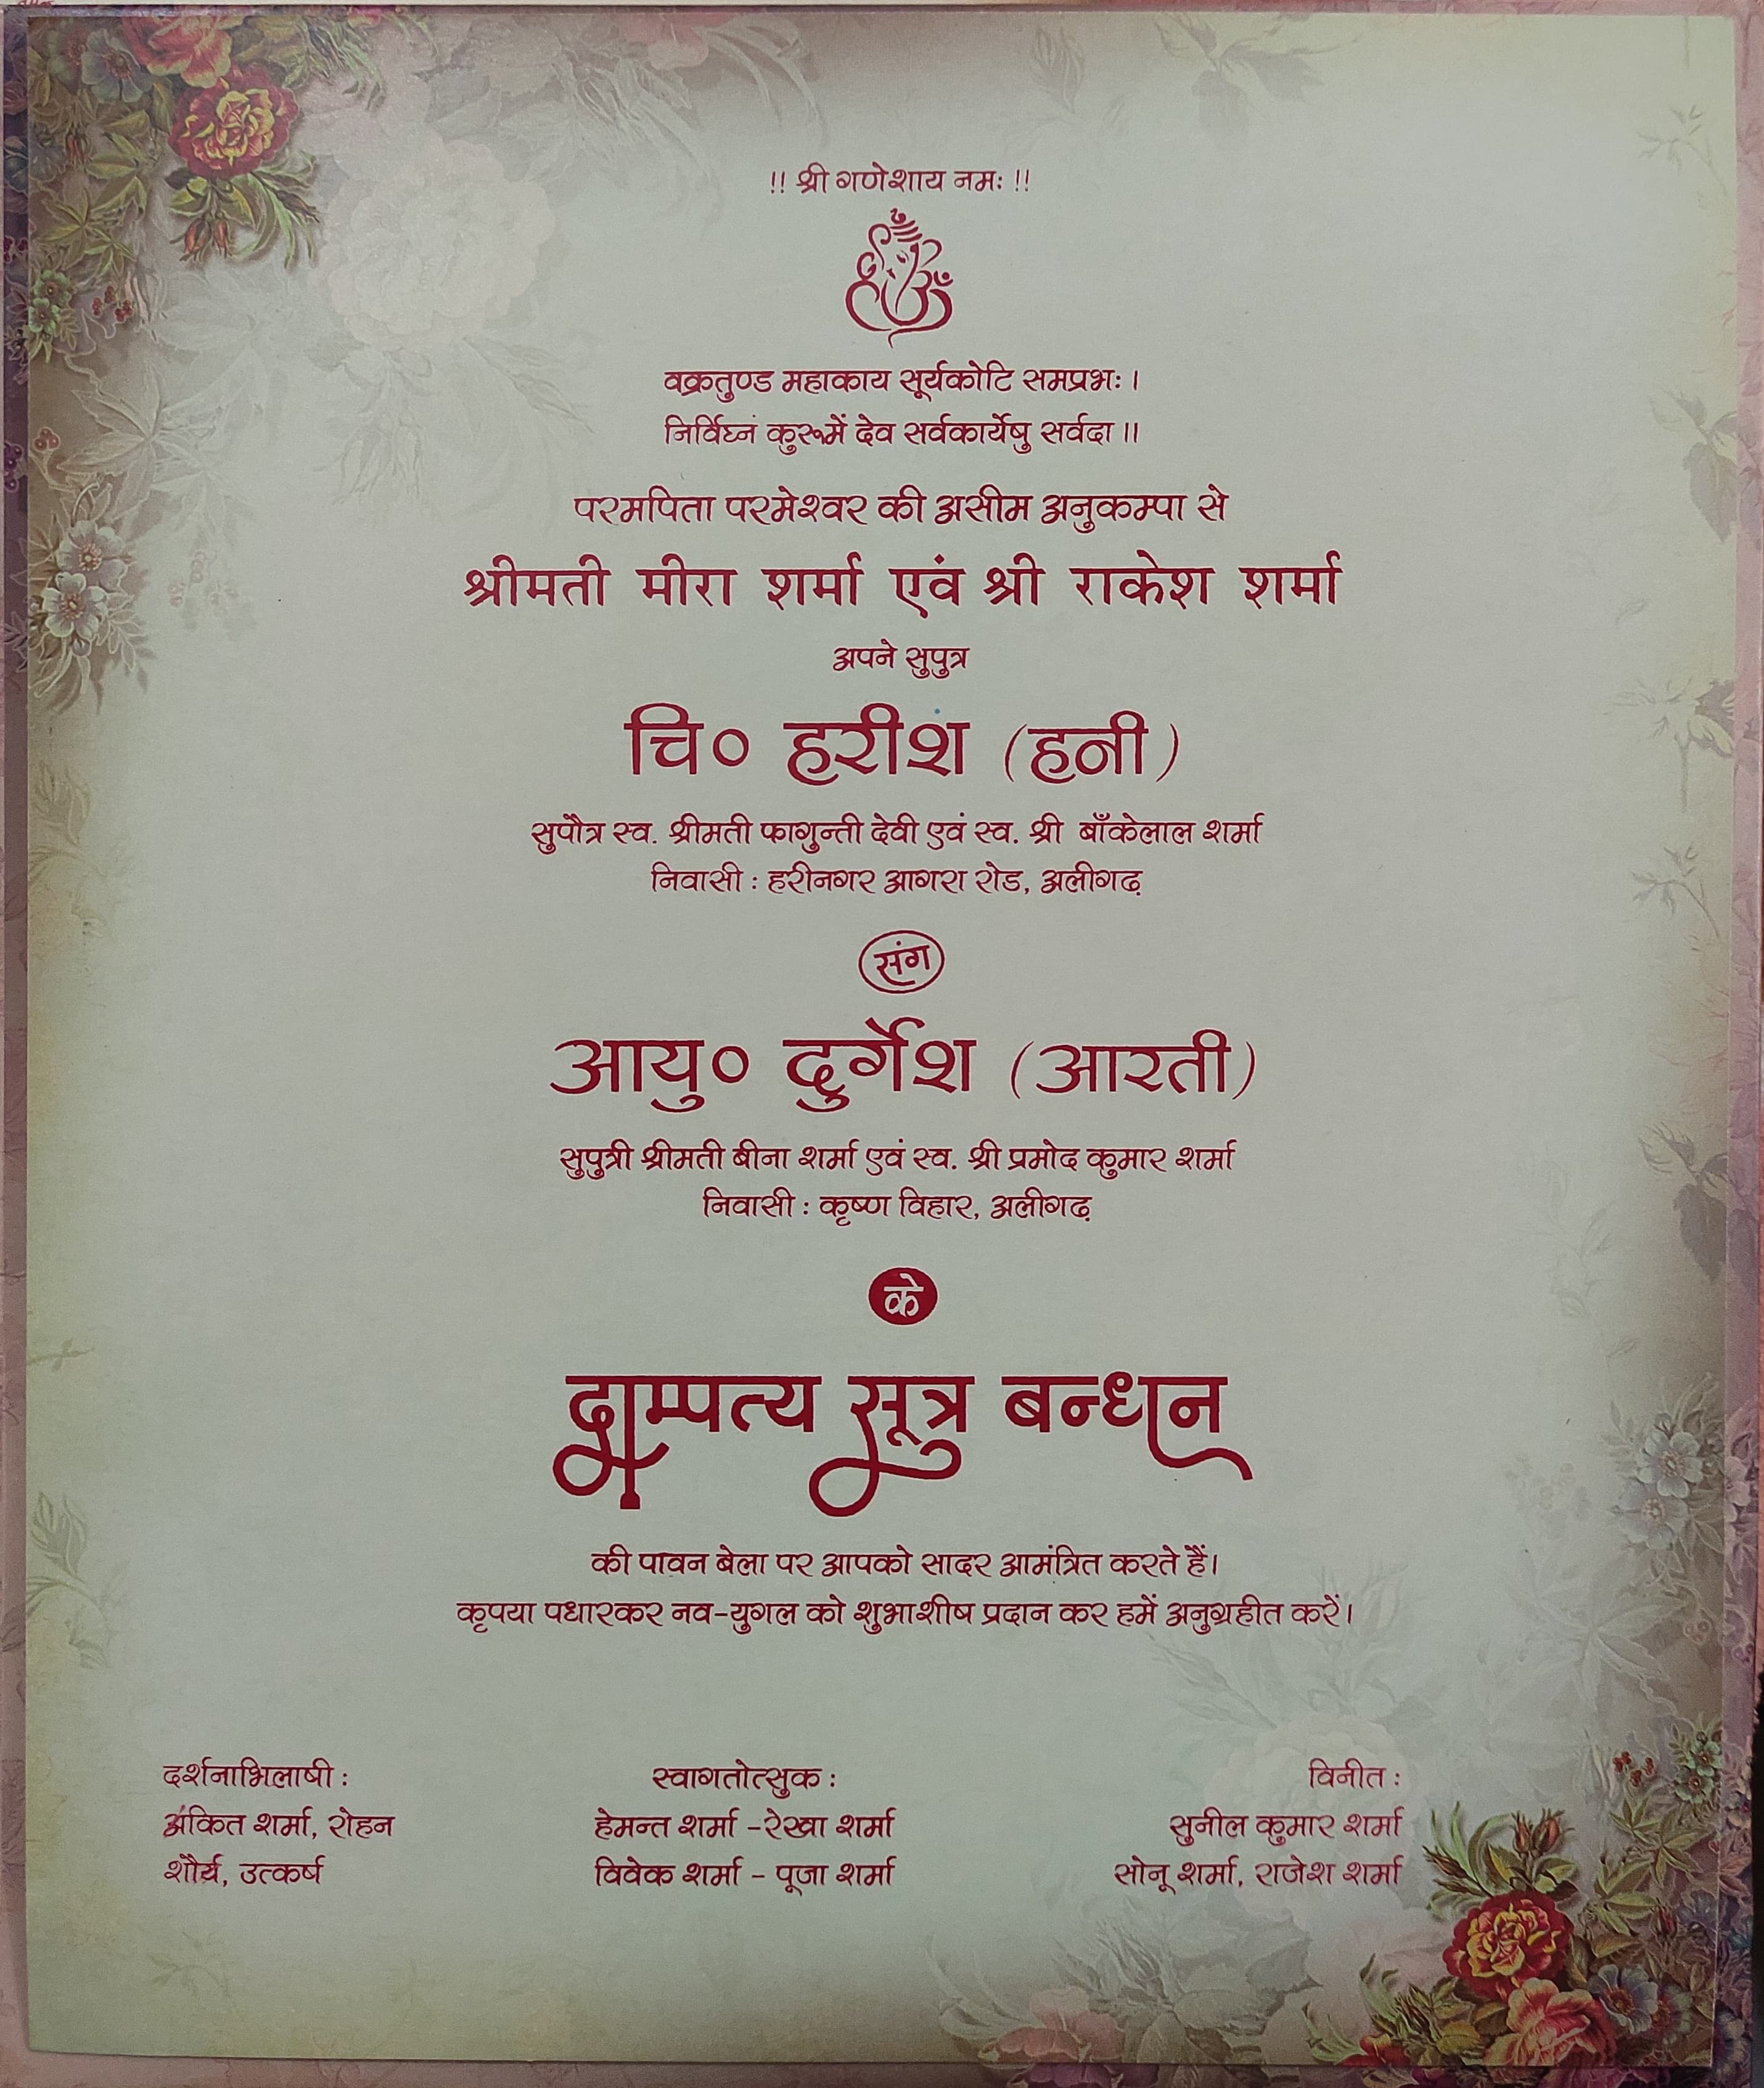 !! श्री गणेशाय नमः !!
वक्रतुण्ड महाकाय सूर्यकोटि समप्रभः।
निर्विघ्नं कुरूमें देव सर्वकार्येषु सर्वदा॥
परमपिता परमेश्वर की असीम अनुकम्पा से
श्रीमती मीरा शर्मा एवं श्री राकेश शर्मा
अपने सुपुत्र
चि० हरीश (हनी)
सुपौत्र स्व. श्रीमती फागुन्ती देवी एवं स्व. श्री बाँकेलाल शर्मा
निवासी : हरीनगर आगरा रोड, अलीगढ़
संग
आयु० दुर्गेश (आरती)
सुपुत्री श्रीमती बीना शर्मा एवं स्व. श्री प्रमोद कुमार शर्मा
निवासी : कृष्ण विहार, अलीगढ़
के
दाम्पत्य सूत्र बन्धन
की पावन बेला पर आपको सादर आमंत्रित करते हैं।
कृपया पधारकर नव-युगल को शुभाशीष प्रदान कर हमें अनुग्रहीत करें।
दर्शनाभिलाषी :
अंकित शर्मा, रोहन
शौर्य, उत्कर्ष
स्वागतोत्सुक :
हेमन्त शर्मा -रेखा शर्मा
विवेक शर्मा - पूजा शर्मा
विनीत :
सुनील कुमार शर्मा
सोनू शर्मा, राजेश शर्मा